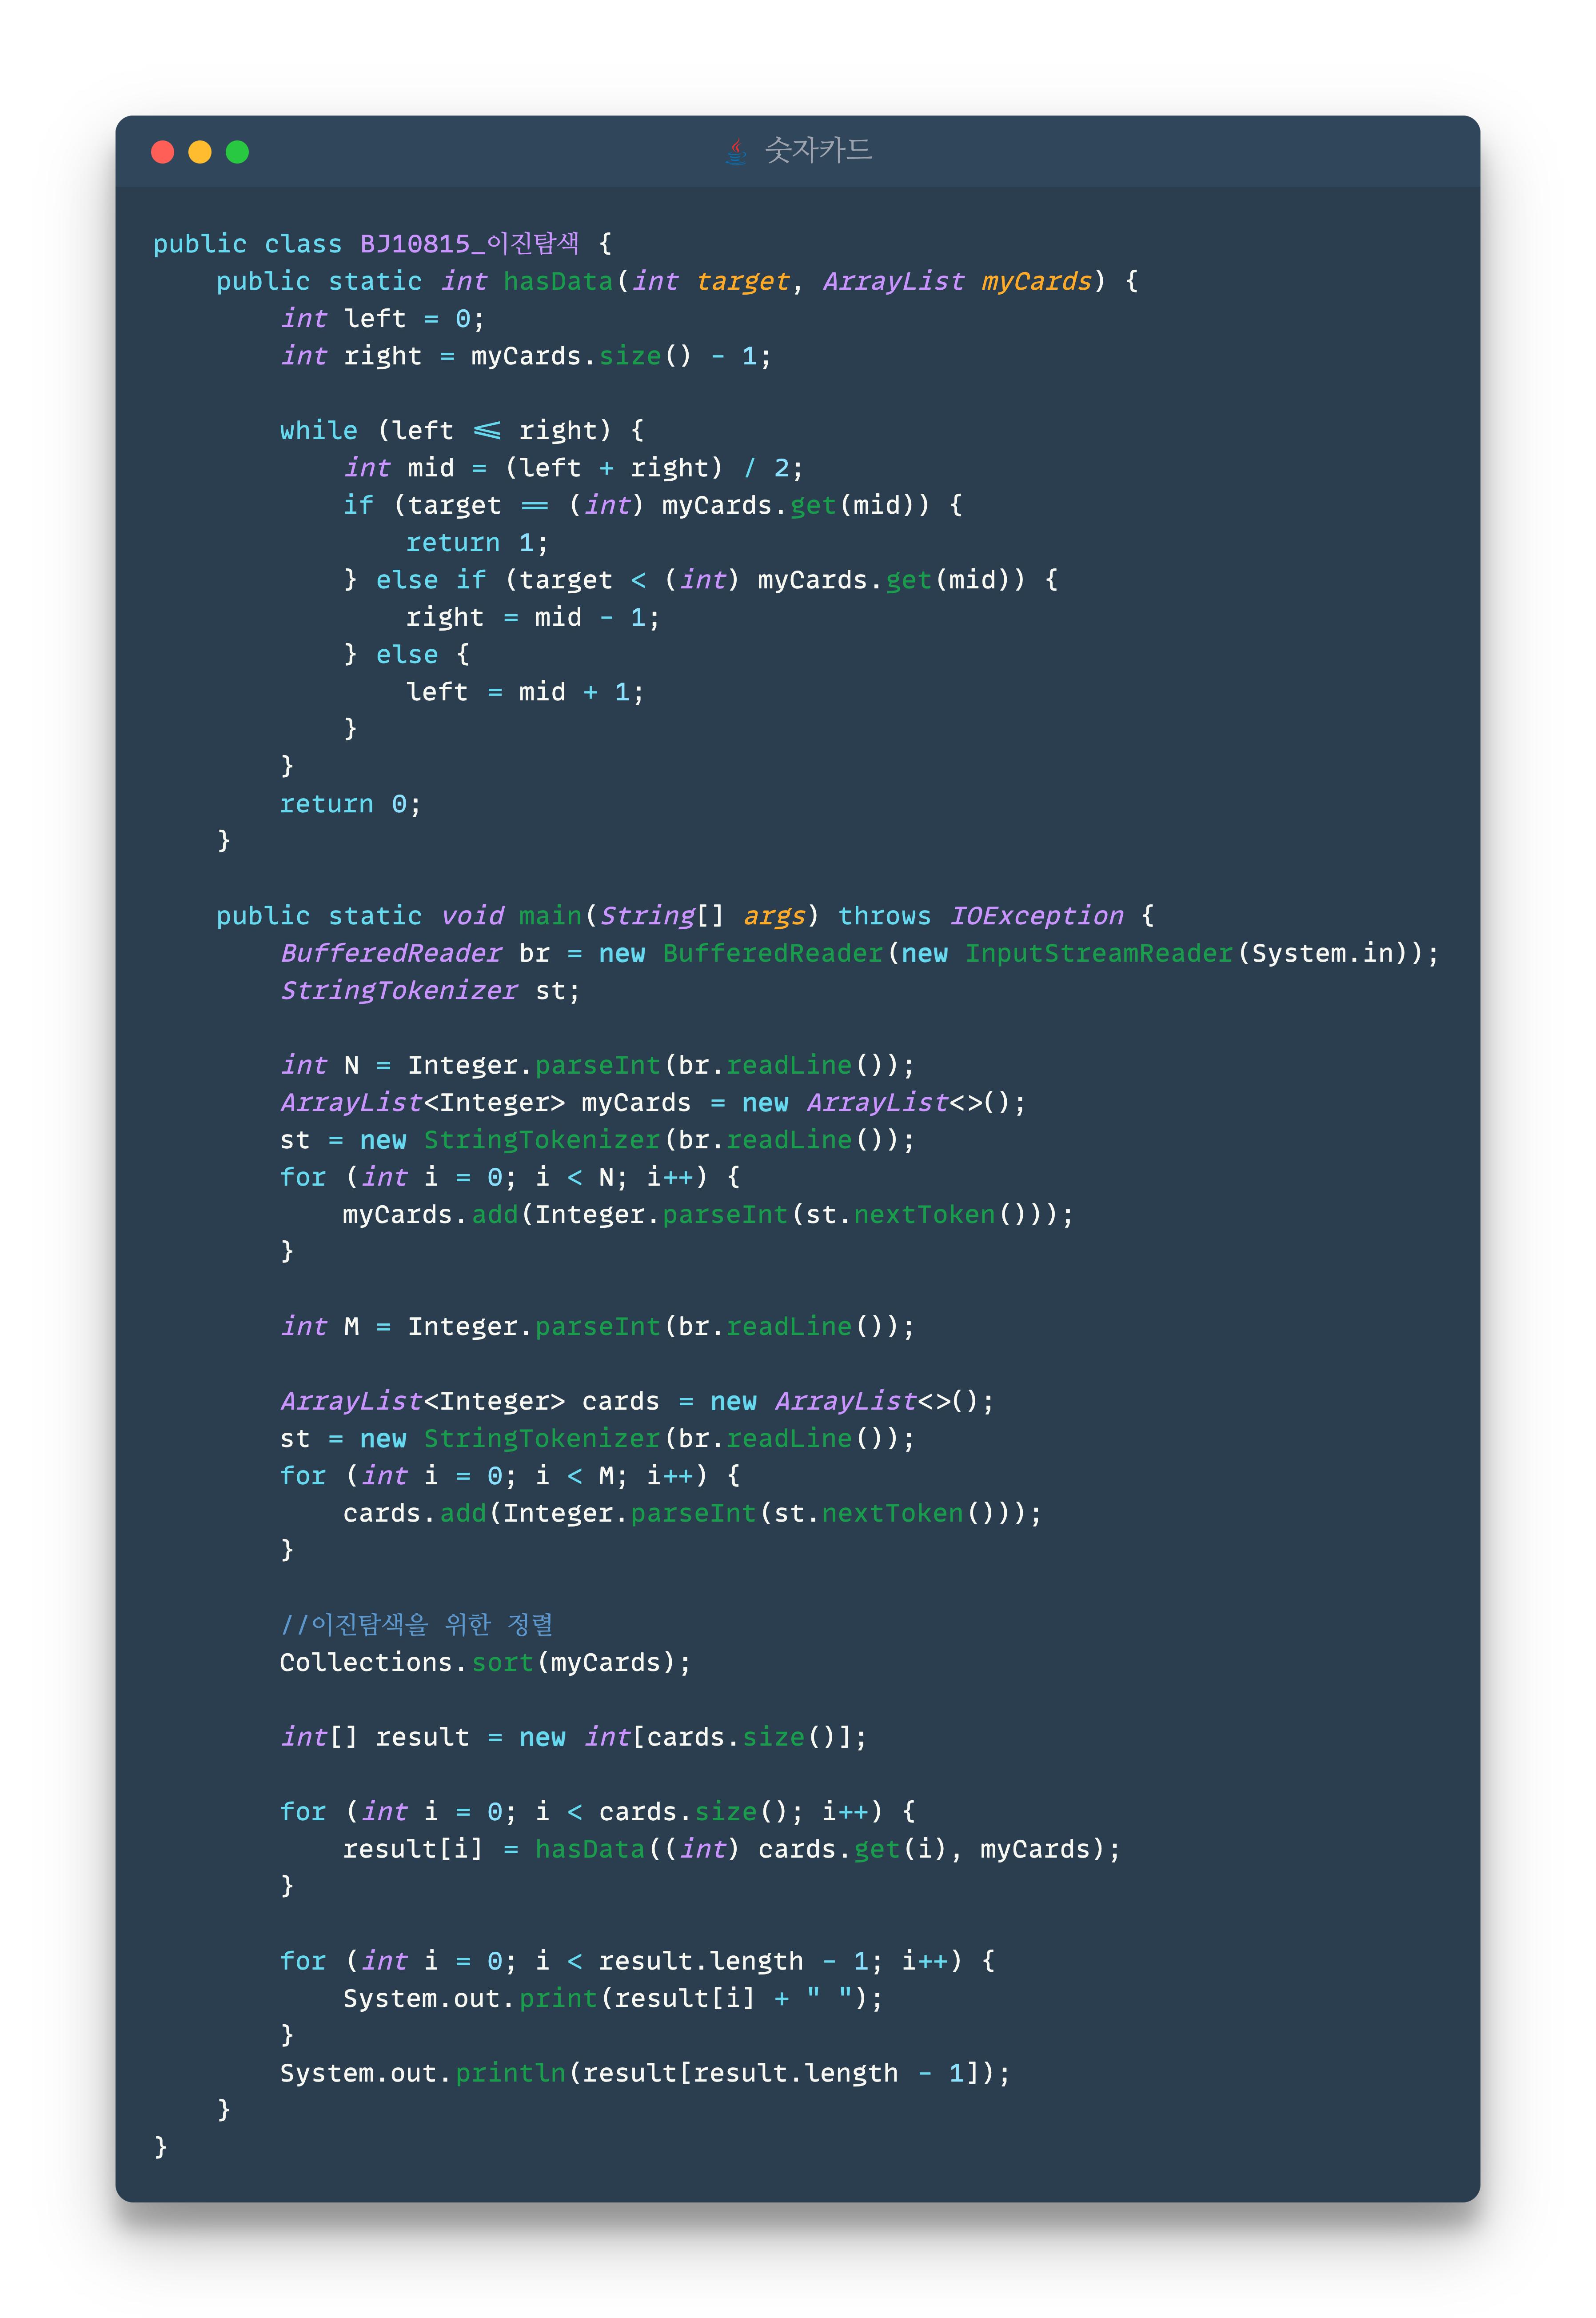 숫자카드
public class BJ10815_이진탐색 {
    public static int hasData(int target, ArrayList myCards) {
        int left = 0;
        int right = myCards.size() - 1;

        while (left <= right) {
            int mid = (left + right) / 2;
            if (target == (int) myCards.get(mid)) {
                return 1;
            } else if (target < (int) myCards.get(mid)) {
                right = mid - 1;
            } else {
                left = mid + 1;
            }
        }
        return 0;
    }

    public static void main(String[] args) throws IOException {
        BufferedReader br = new BufferedReader(new InputStreamReader(System.in));
        StringTokenizer st;

        int N = Integer.parseInt(br.readLine());
        ArrayList<Integer> myCards = new ArrayList<>();
        st = new StringTokenizer(br.readLine());
        for (int i = 0; i < N; i++) {
            myCards.add(Integer.parseInt(st.nextToken()));
        }

        int M = Integer.parseInt(br.readLine());

        ArrayList<Integer> cards = new ArrayList<>();
        st = new StringTokenizer(br.readLine());
        for (int i = 0; i < M; i++) {
            cards.add(Integer.parseInt(st.nextToken()));
        }

        //이진탐색을 위한 정렬
        Collections.sort(myCards);

        int[] result = new int[cards.size()];

        for (int i = 0; i < cards.size(); i++) {
            result[i] = hasData((int) cards.get(i), myCards);
        }

        for (int i = 0; i < result.length - 1; i++) {
            System.out.print(result[i] + " ");
        }
        System.out.println(result[result.length - 1]);
    }
}